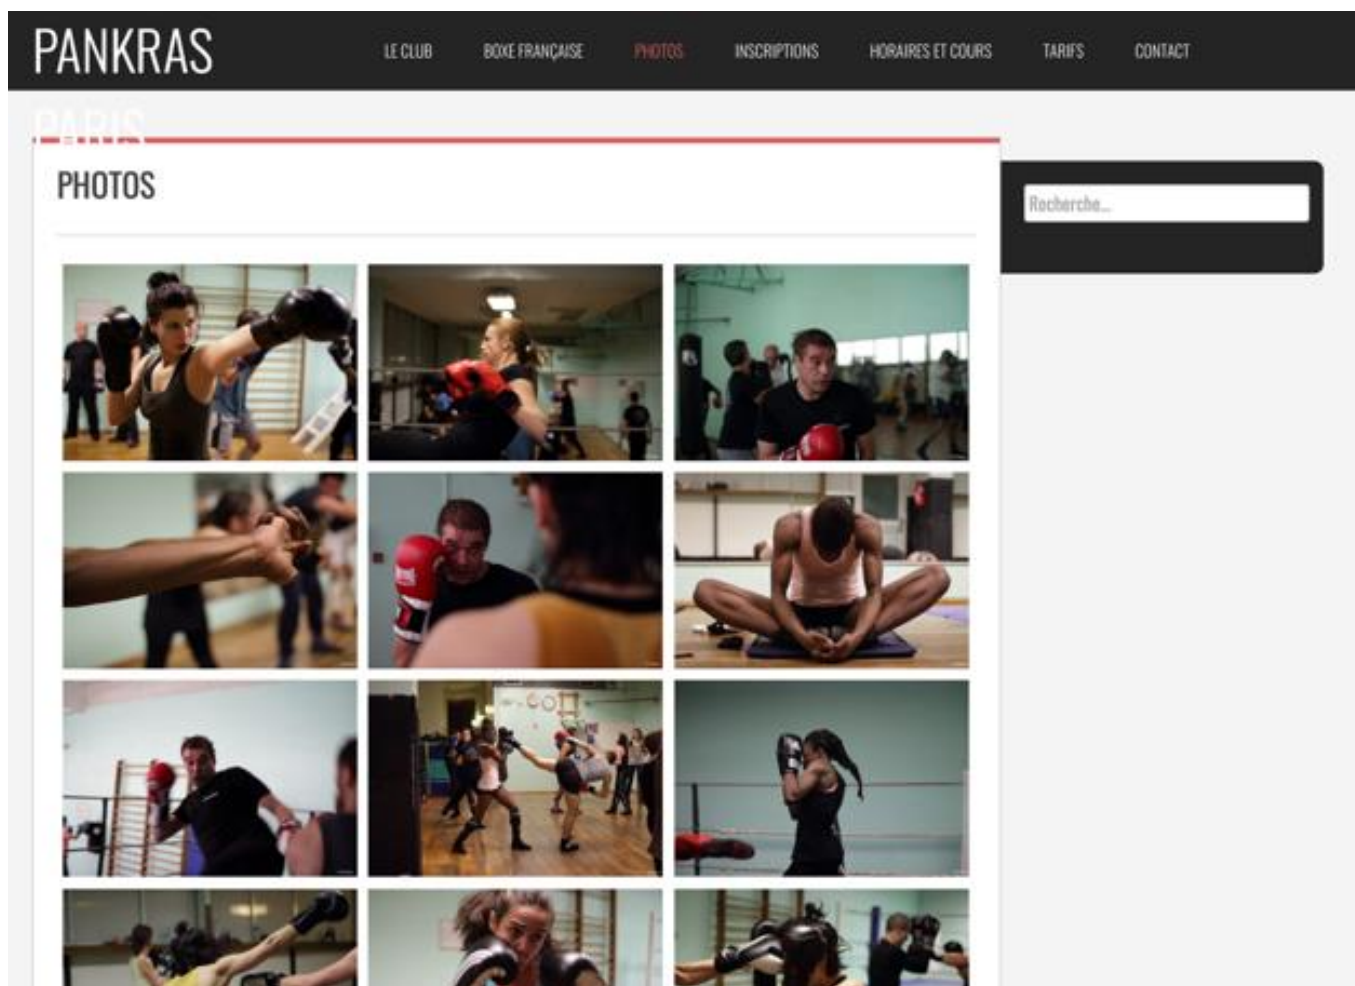 PANKRAS
LE CLUB
BOXE FRANÇAISE
PHOTOS
INSCRIPTIONS
HORAIRES ET COURS
TARIFS
CONTACT
PARIS
PHOTOS
Recherche...